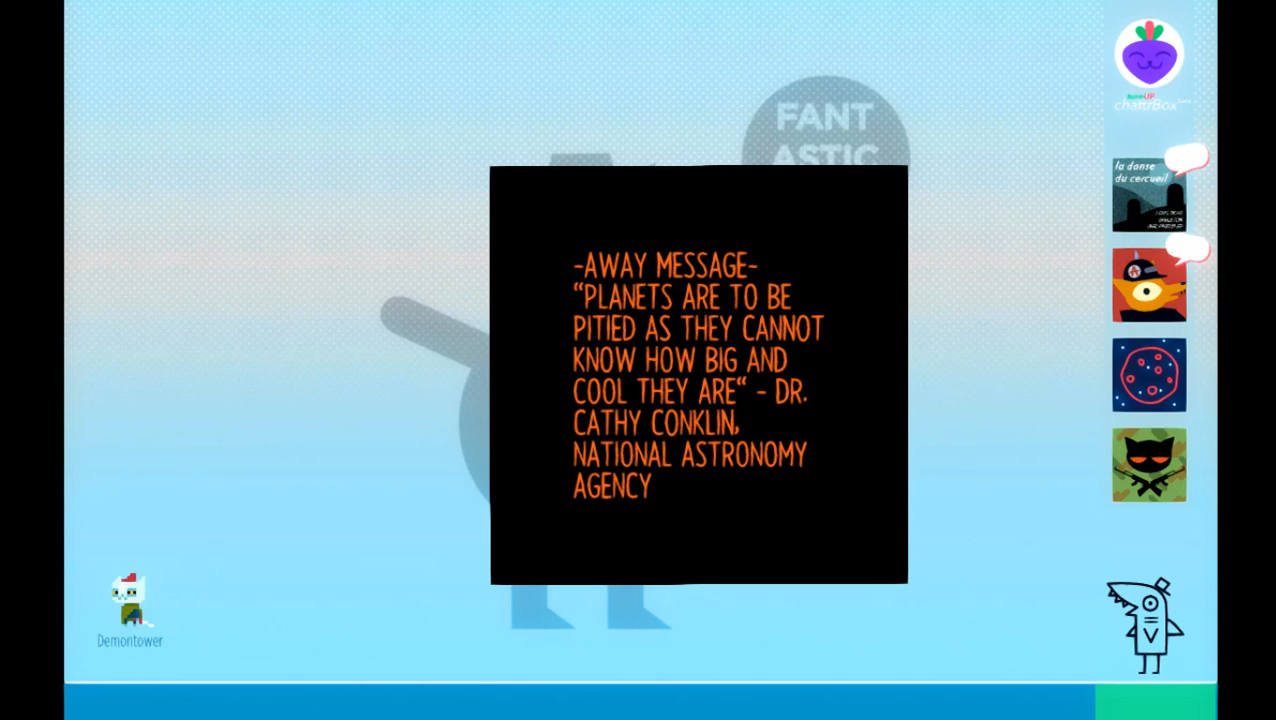 FANT
ASTIC
chattrBox
la danse
du cercueil
-AWAY MESSAGE-
“PLANETS ARE TO BE
PITIED AS THEY CANNOT
KNOW HOW BIG AND
COOL THEY ARE“ - DR.
CATHY CONKLIN,
NATIONAL ASTRONOMY
AGENCY
Demontower